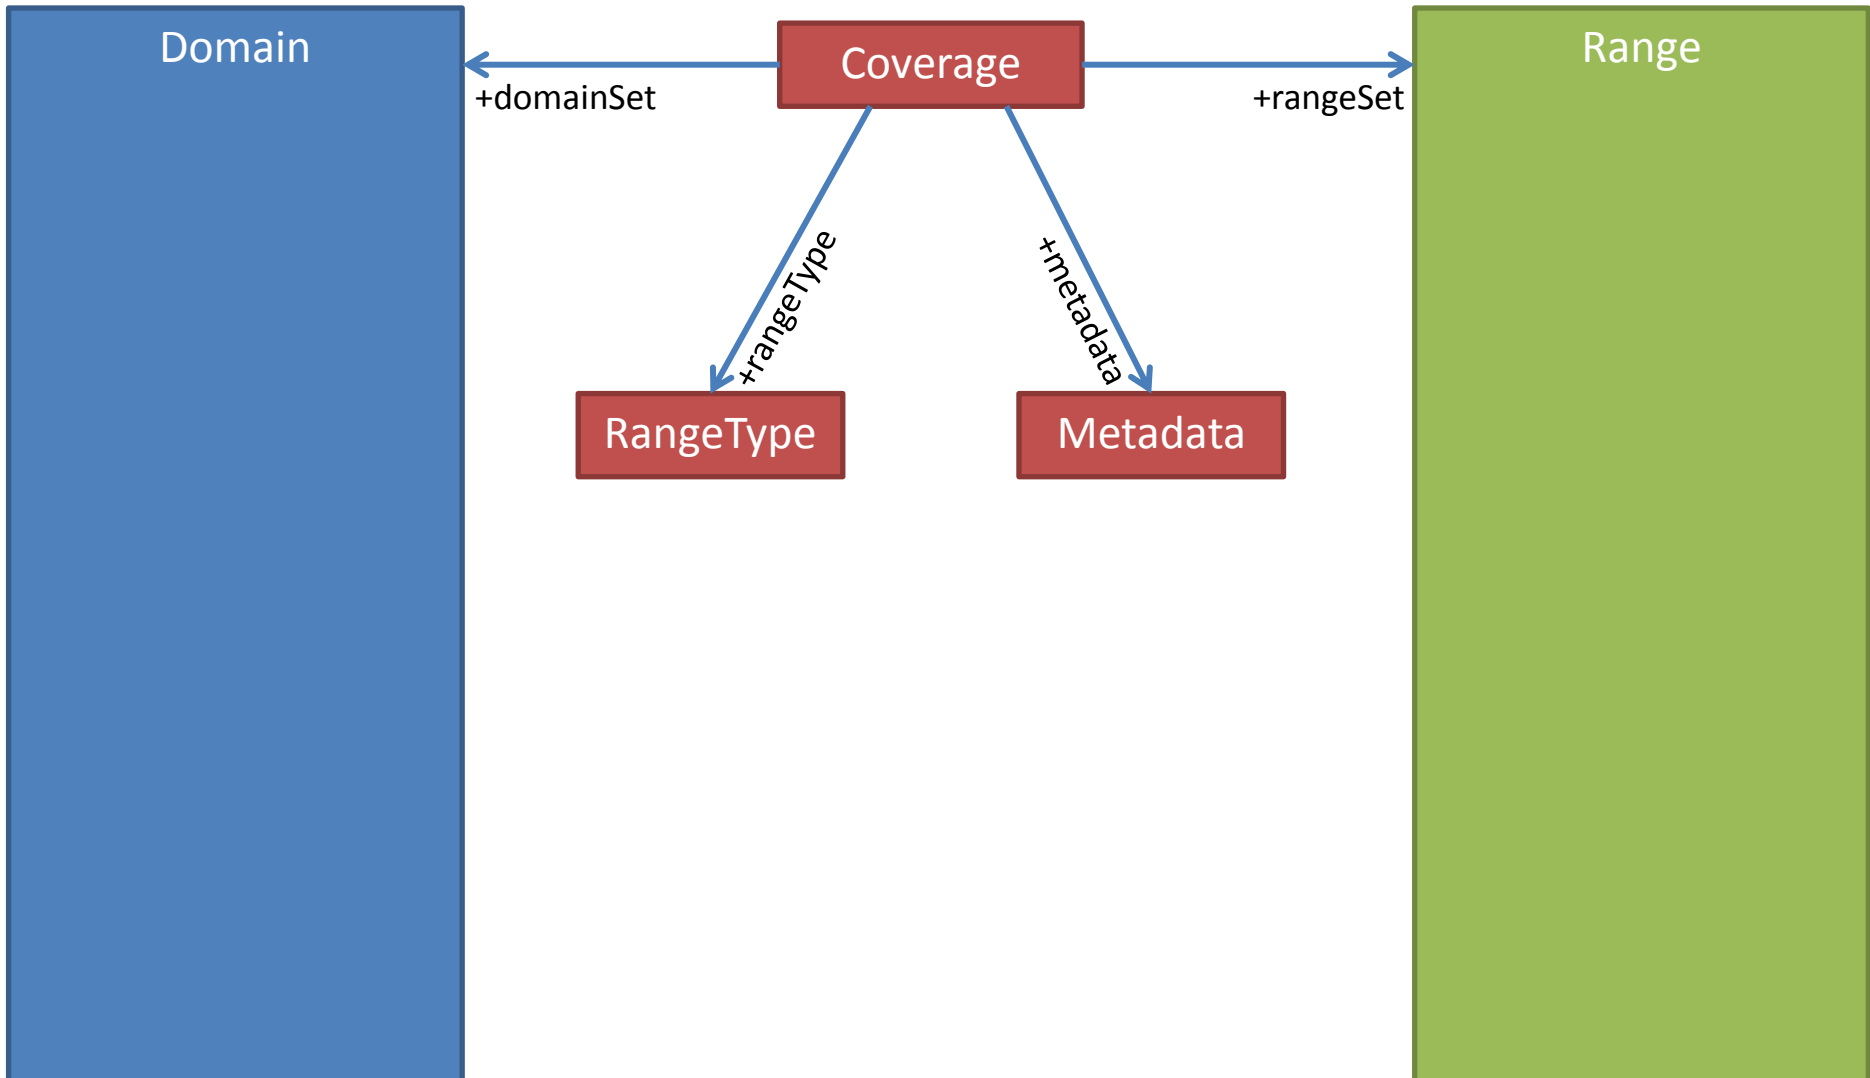 Domain
Coverage
Range
+domainSet
+rangeSet
+rangeType
+metadata
RangeType
Metadata